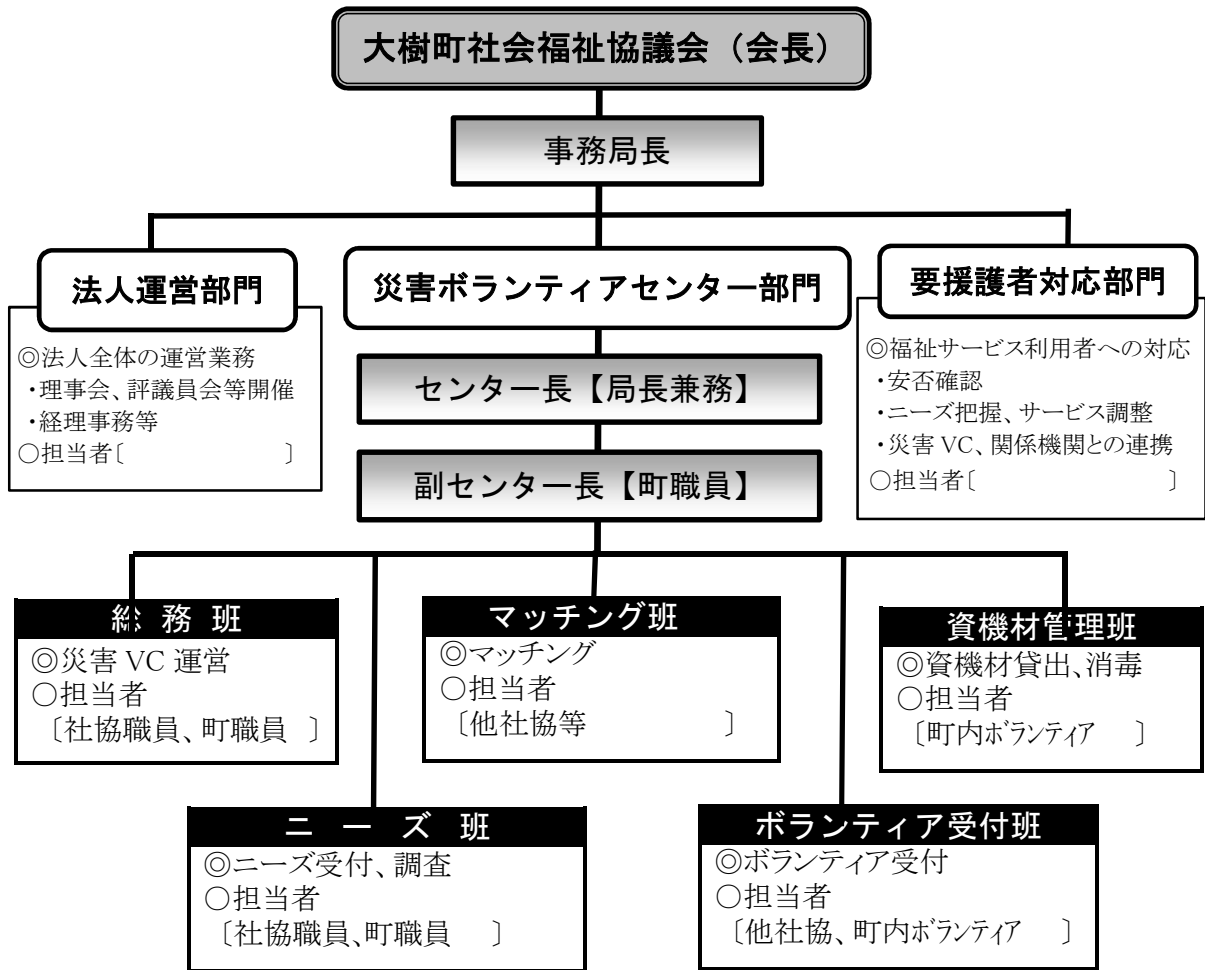 大樹町社会福祉協議会（会長）
事務局長
法人運営部門
◎法人全体の運営業務
・理事会、評議員会等開催
・経理事務等
○担当者〔　　　　　　　〕
災害ボランティアセンター部門
センター長【局長兼務】
副センター長【町職員】
要援護者対応部門
◎福祉サービス利用者への対応
・安否確認
・ニーズ把握、サービス調整
・災害 VC、関係機関との連携
○担当者〔　　　　　　　　〕
総 務 班
◎災害 VC 運営
○担当者
〔社協職員、町職員　〕
マッチング班
◎マッチング
○担当者
〔他社協等　　　　　〕
資機材管理班
◎資機材貸出、消毒
○担当者
〔町内ボランティア　〕
ニ ー ズ 班
◎ニーズ受付、調査
○担当者
〔社協職員、町職員　〕
ボランティア受付班
◎ボランティア受付
○担当者
〔他社協、町内ボランティア　〕